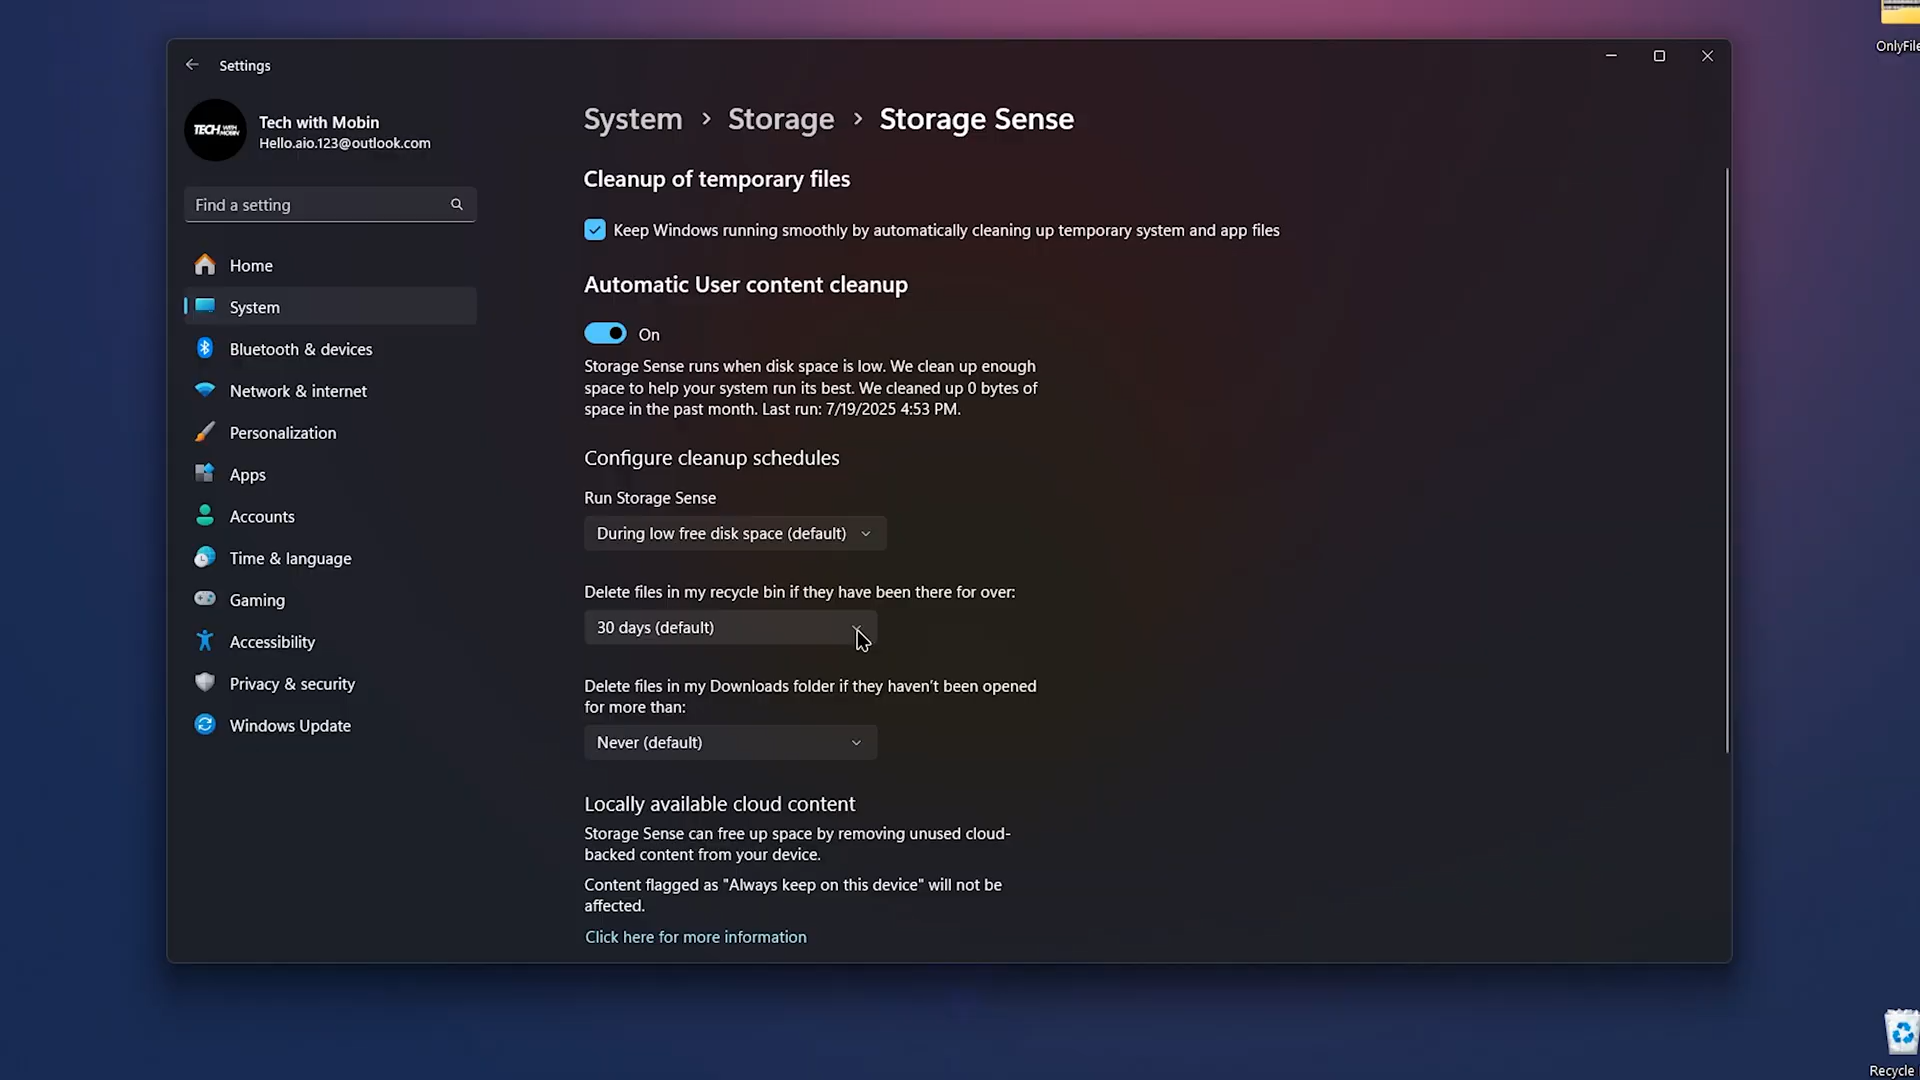 OnlyFile
Settings
TECH WITH MOBIN
Tech with Mobin
Hello.aio.123@outlook.com
Find a setting
Home
System
Bluetooth & devices
Network & internet
Personalization
Apps
Accounts
Time & language
Gaming
Accessibility
Privacy & security
Windows Update
System > Storage > Storage Sense
Cleanup of temporary files
Keep Windows running smoothly by automatically cleaning up temporary system and app files
Automatic User content cleanup
On
Storage Sense runs when disk space is low. We clean up enough
space to help your system run its best. We cleaned up 0 bytes of
space in the past month. Last run: 7/19/2025 4:53 PM.
Configure cleanup schedules
Run Storage Sense
During low free disk space (default)
Delete files in my recycle bin if they have been there for over:
30 days (default)
Delete files in my Downloads folder if they haven't been opened
for more than:
Never (default)
Locally available cloud content
Storage Sense can free up space by removing unused cloud-
backed content from your device.
Content flagged as "Always keep on this device" will not be
affected.
Click here for more information
Recycle